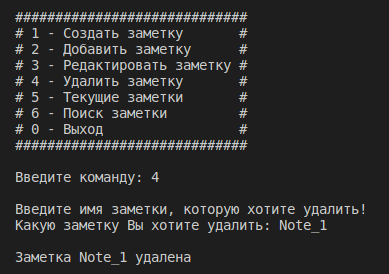 #############################
# 1 - Создать заметку       #
# 2 - Добавить заметку      #
# 3 - Редактировать заметку #
# 4 - Удалить заметку       #
# 5 - Текущие заметки       #
# 6 - Поиск заметки         #
# 0 - Выход                 #
#############################
Введите команду: 4
Введите имя заметки, которую хотите удалить!
Какую заметку Вы хотите удалить: Note_1
Заметка Note_1 удалена